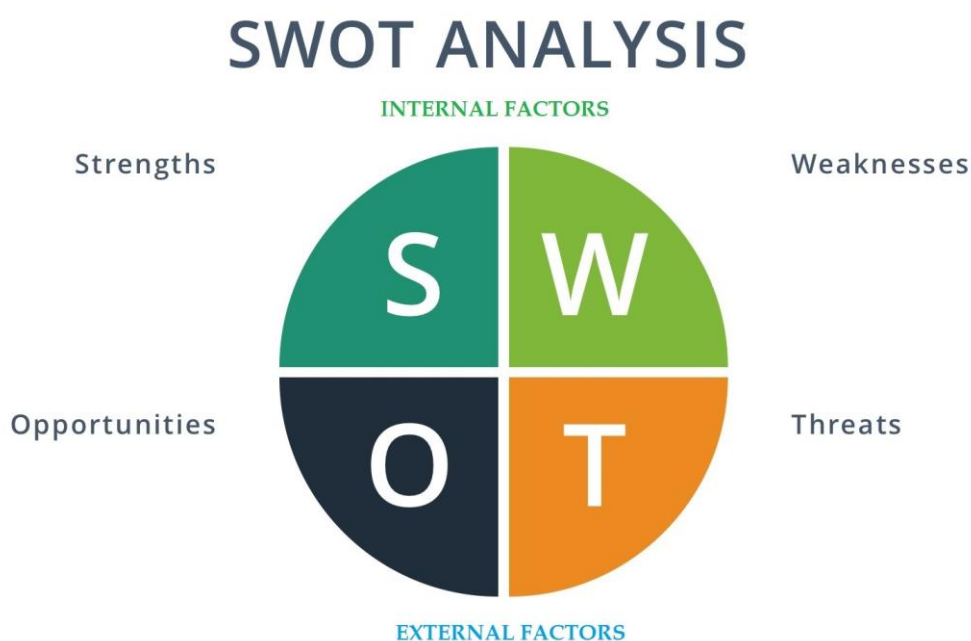 SWOT ANALYSIS
INTERNAL FACTORS
Strengths
Weaknesses
S
W
Opportunities
Threats
O
T
EXTERNAL FACTORS